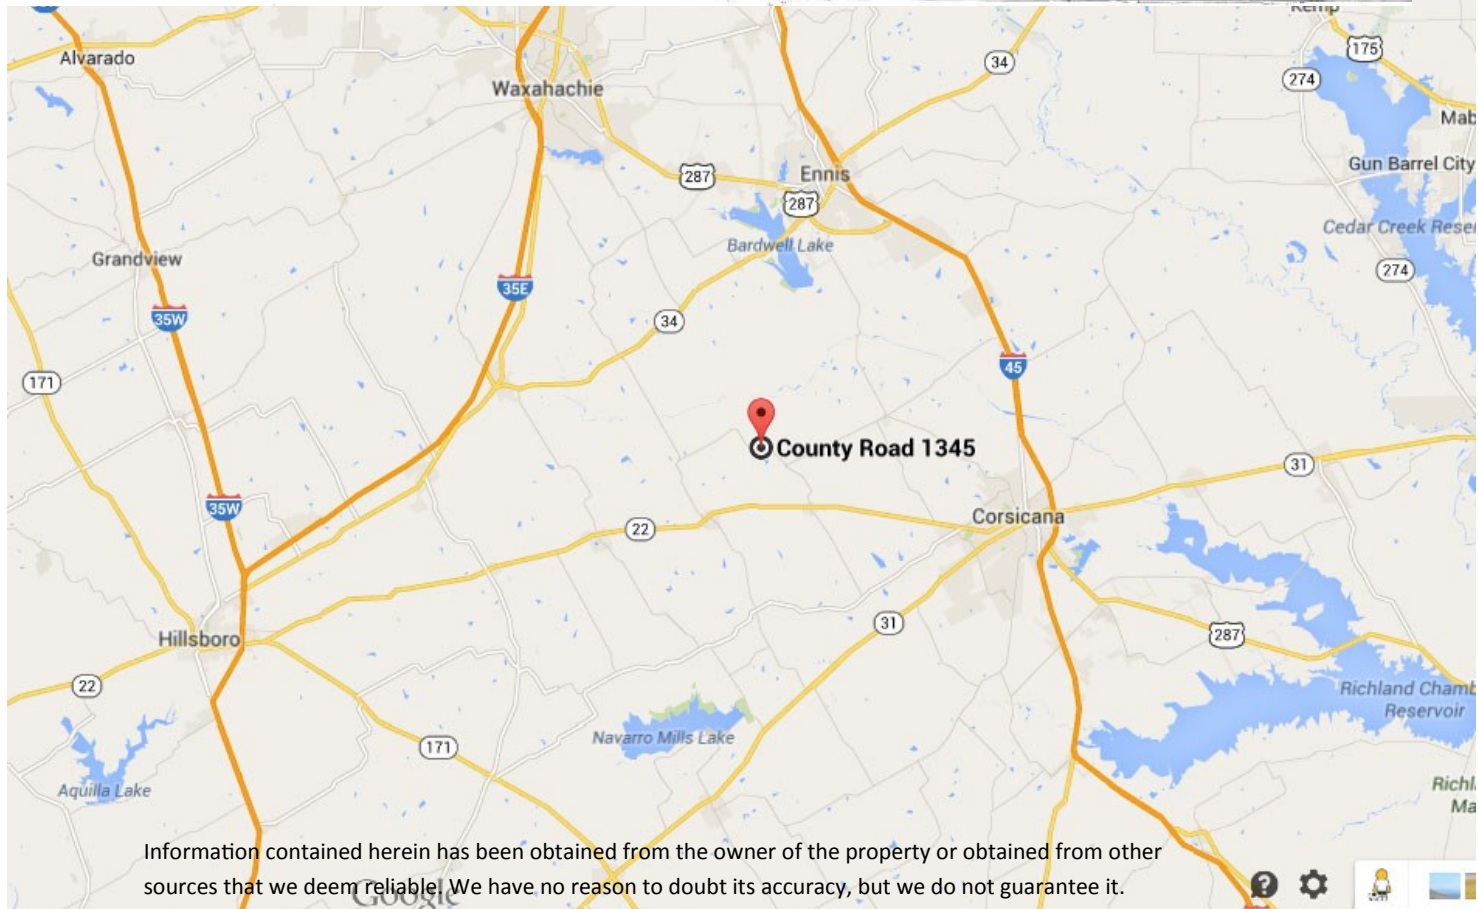 Kemp
Alvarado
175
34
274
Waxahachie
Mab
Gun Barrel City
287
Ennis
287
Cedar Creek Reser
Bardwell Lake
Grandview
274
35E
35W
34
45
171
County Road 1345
31
35W
Corsicana
22
31
287
Hillsboro
22
Richland Chamb
Reservoir
Navarro Mills Lake
171
Aquilla Lake
Richl
Ma
Information contained herein has been obtained from the owner of the property or obtained from other
sources that we deem reliable. We have no reason to doubt its accuracy, but we do not guarantee it.
Google